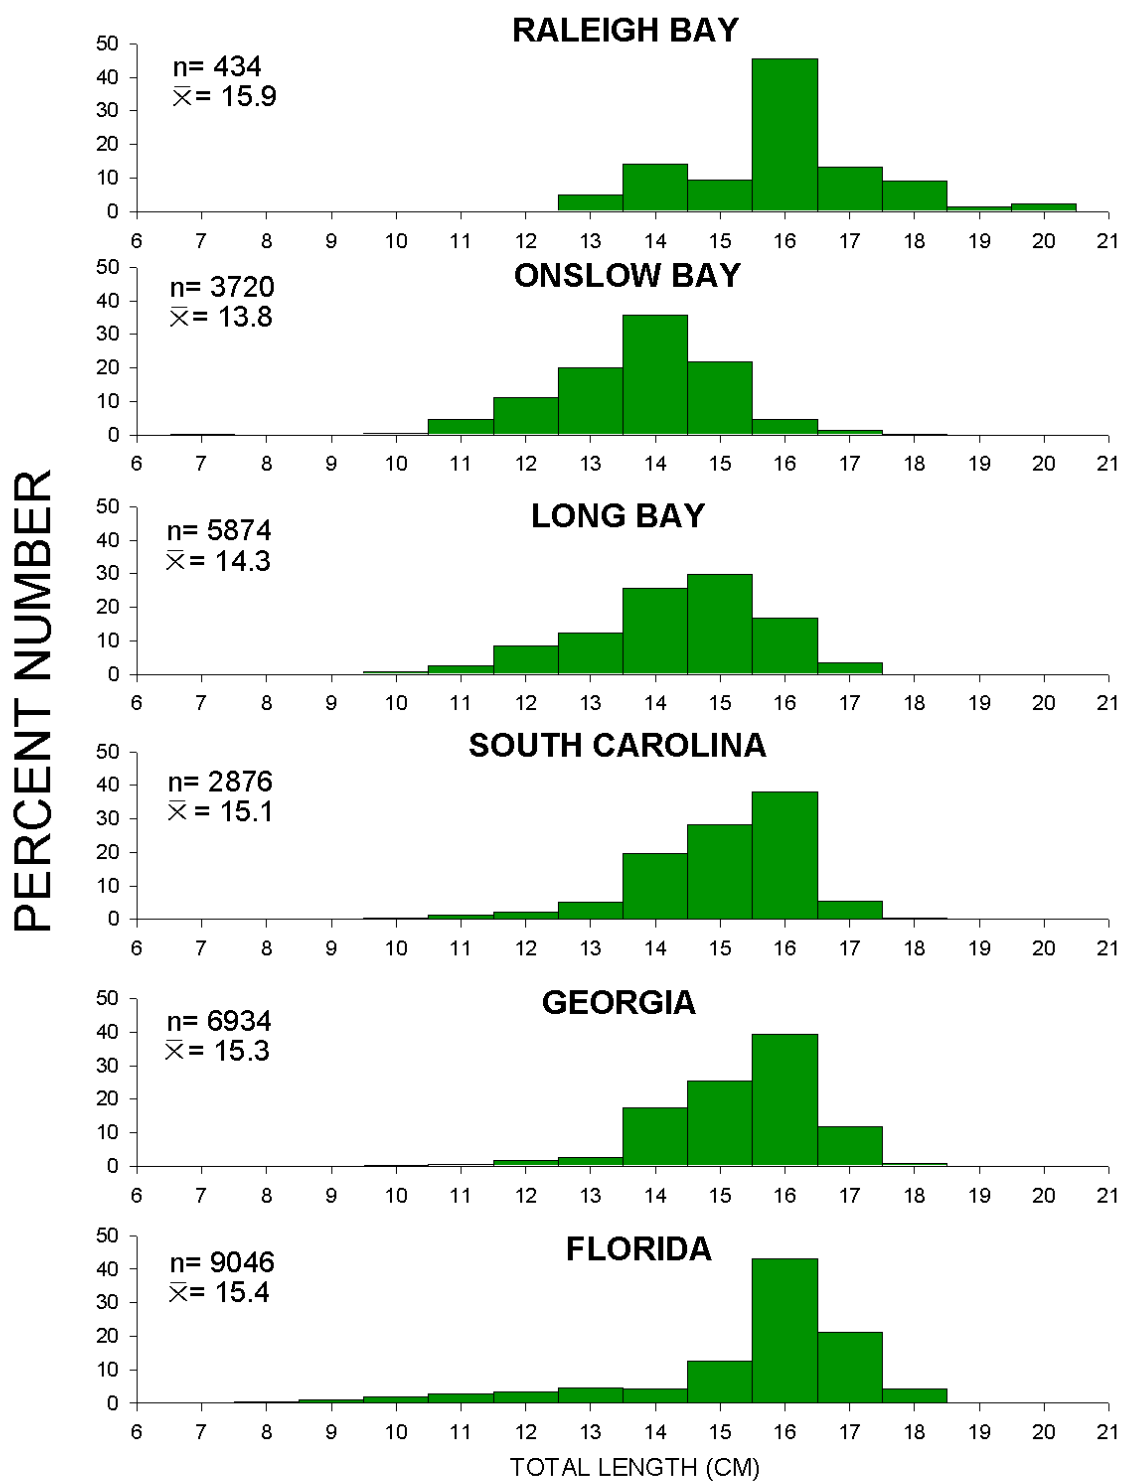 RALEIGH BAY
50
n= 434
40
x̄= 15.9
30
20
10
0
6 7 8 9 10 11 12 13 14 15 16 17 18 19 20 21
ONSLOW BAY
50
n= 3720
40
x̄= 13.8
30
20
10
0
6 7 8 9 10 11 12 13 14 15 16 17 18 19 20 21
PERCENT NUMBER
LONG BAY
50
n= 5874
40
x̄= 14.3
30
20
10
0
6 7 8 9 10 11 12 13 14 15 16 17 18 19 20 21
SOUTH CAROLINA
50
n= 2876
40
x̄ = 15.1
30
20
10
0
6 7 8 9 10 11 12 13 14 15 16 17 18 19 20 21
GEORGIA
50
n= 6934
40
x̄= 15.3
30
20
10
0
6 7 8 9 10 11 12 13 14 15 16 17 18 19 20 21
FLORIDA
50
n= 9046
40
x̄= 15.4
30
20
10
0
6 7 8 9 10 11 12 13 14 15 16 17 18 19 20 21
TOTAL LENGTH (CM)